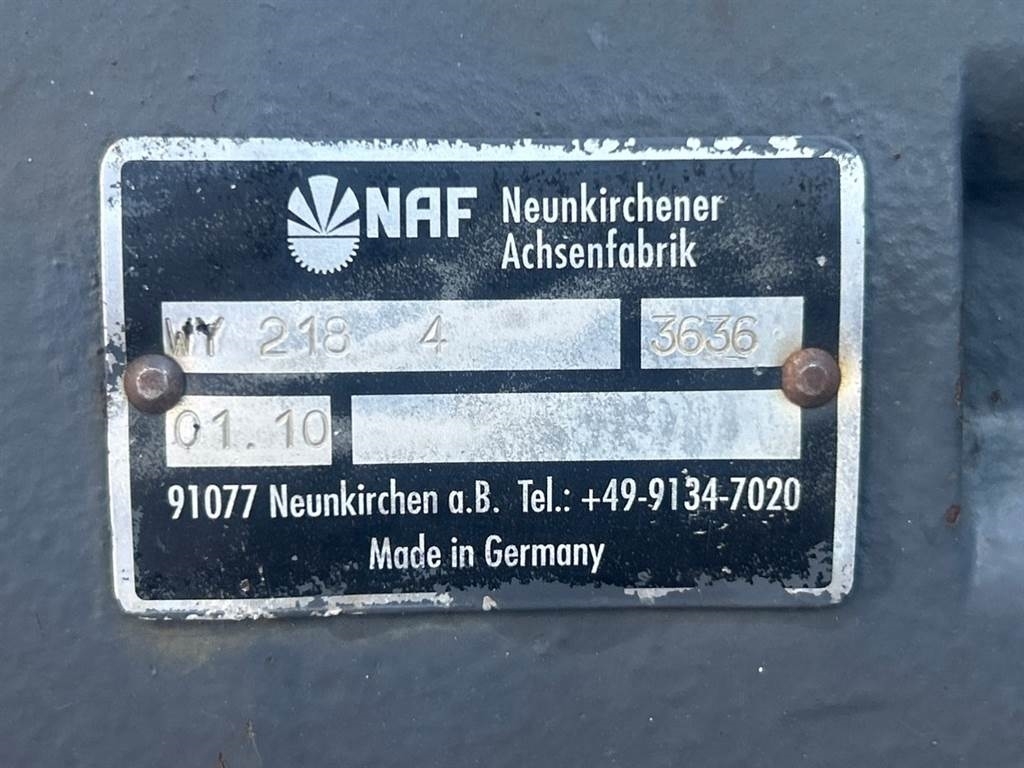 NAF Neunkirchener
Achsenfabrik
WY 218 4 3636
01.10
91077 Neunkirchen a.B. Tel.: +49-9134-7020
Made in Germany